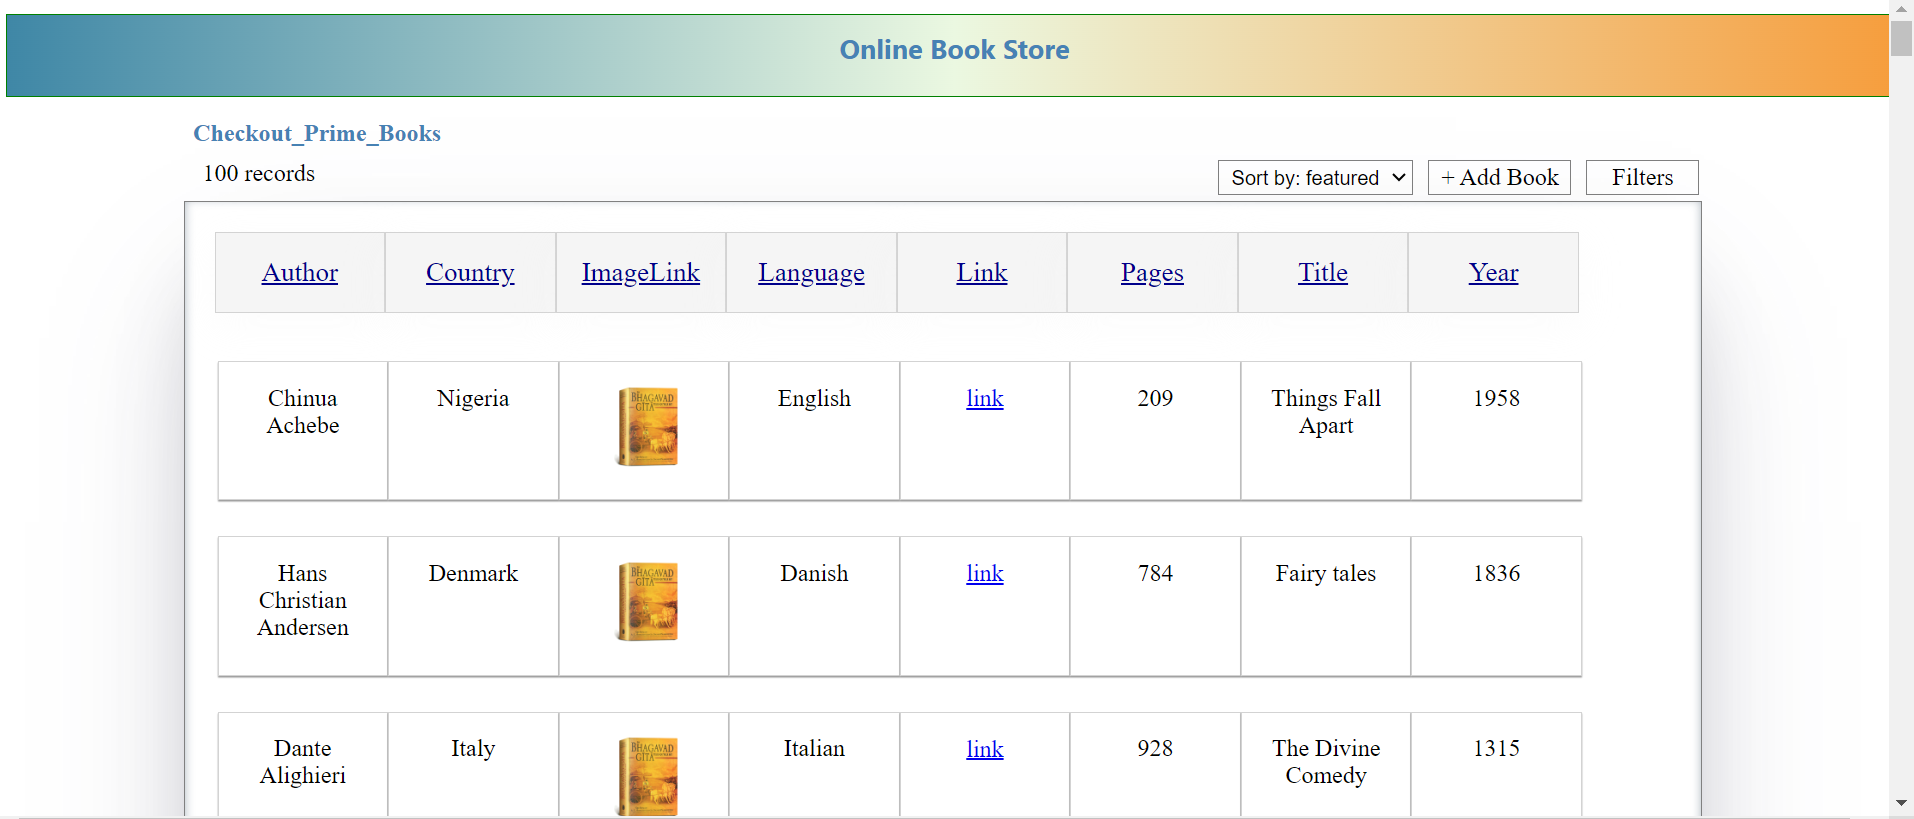 Online Book Store
Checkout_Prime_Books
100 records
Sort by: featured
+ Add Book
Filters
Author Country ImageLink Language Link Pages Title Year
Chinua
Achebe
Nigeria
BHAGAVAD
GITA
English
link
209
Things Fall
Apart
1958
Hans
Christian
Andersen
Denmark
BHAGAVAD
GITA
Danish
link
784
Fairy tales
1836
Dante
Alighieri
Italy
BHAGAVAD
GITA
Italian
link
928
The Divine
Comedy
1315